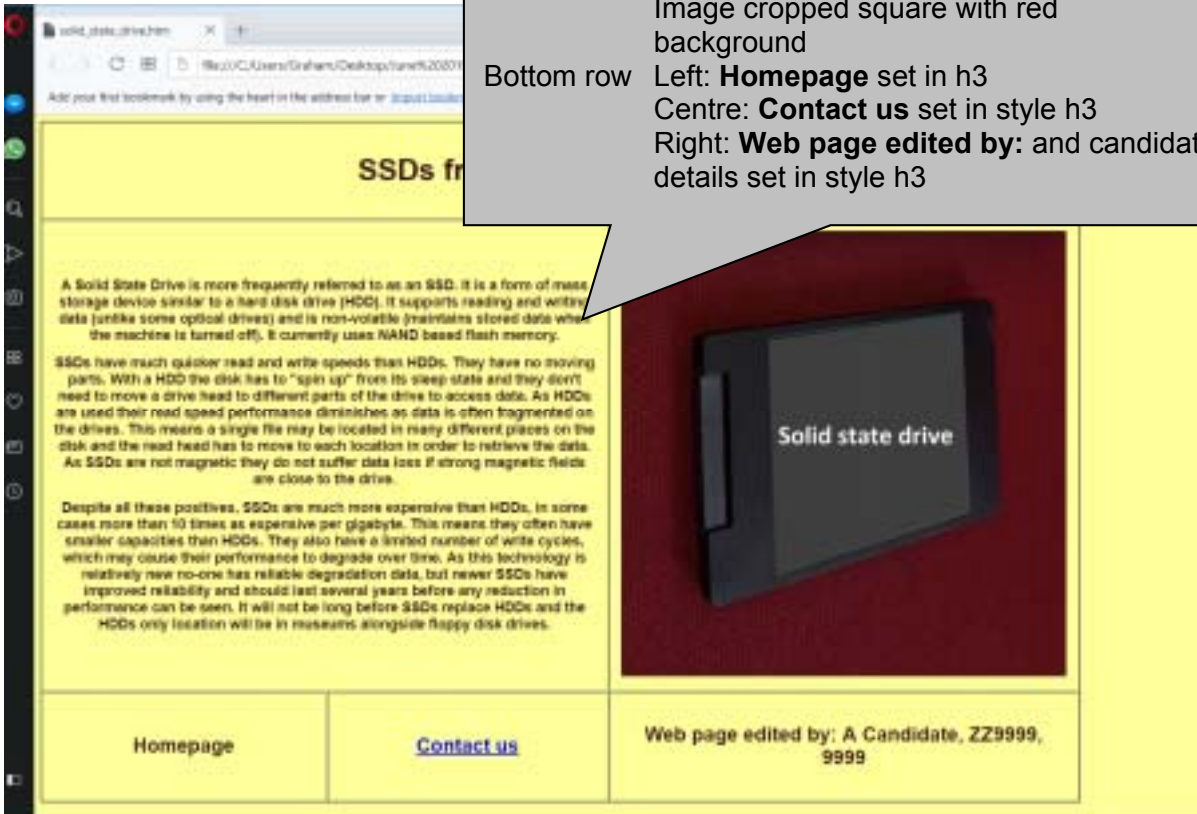 solid_state_drive.htm
Image cropped square with red
background
Bottom row Left: Homepage set in h3
Centre: Contact us set in style h3
Right: Web page edited by: and candidat
details set in style h3
Add your first bookmark by using the heart in the address bar or
SSDs fr
A Solid State Drive is more frequently referred to as an SSD. It is a form of mass
storage device similar to a hard disk drive (HDD). It supports reading and writing
data (unlike some optical drives) and is non-volatile (maintains stored data when
the machine is turned off). It currently uses NAND based flash memory.
SSDs have much quicker read and write speeds than HDDs. They have no moving
parts. With a HDD the disk has to "spin up" from its sleep state and they don't
need to move a drive head to different parts of the drive to access data. As HDDs
are used their read speed performance diminishes as data is often fragmented on
the drives. This means a single file may be located in many different places on the
disk and the read head has to move to each location in order to retrieve the data.
As SSDs are not magnetic they do not suffer data loss if strong magnetic fields
are close to the drive.
Despite all these positives, SSDs are much more expensive than HDDs, in some
cases more than 10 times as expensive per gigabyte. This means they often have
smaller capacities than HDDs. They also have a limited number of write cycles,
which may cause their performance to degrade over time. As this technology is
relatively new no-one has reliable degradation data, but newer SSDs have
improved reliability and should last several years before any reduction in
performance can be seen. It will not be long before SSDs replace HDDs and the
HDDs only location will be in museums alongside floppy disk drives.
Solid state drive
Homepage
Contact us
Web page edited by: A Candidate, ZZ9999,
9999